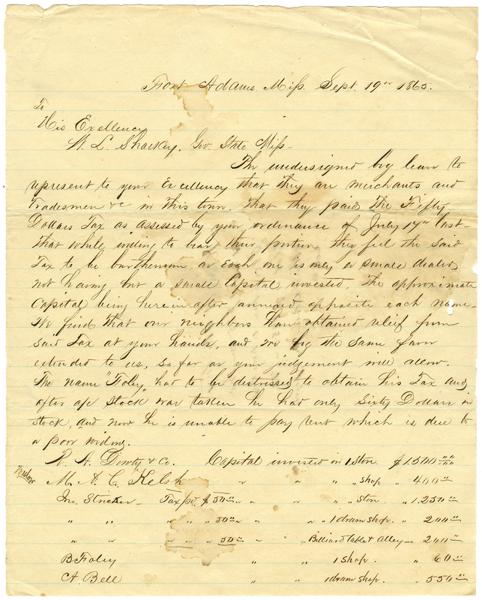 Fort Adams Miss. Sept. 19th 1865.
To
His Exellency
W. L. Sharkey, Gov State Miss.
The undersigned beg leave to
represent to your Excellency that they are merchants and
Tradesmen &c in this town. That they paid The Fifty
Dollars Tax as assessed by your ordinance of July last
That while willing to bear their portion they feel the said
Tax to be burthensom as Each one is only a small dealer,
not having but a small Capital invested. The approximate
Capital being hereinafter annexed opposite each name
We find that our neighbors have obtained relief from
said Tax at your hands, and we beg the same favor
extended to us, so far as your judgement will allow.
The name "Foley" had to be distressed to obtain his Tax and
after stock was taken he had only Sixty Dollars in
stock, and now he is unable to pay rent which is due to
a poor widow.
Dowty & Co. Capital invested in 1 Store $1500.00
Widow M. A. C. Kelch " " " shop " 400.00
Jno. Stricker - Tax pd. $50.00 " " " store " 1.250.00
" " " " " 50.00 " " 1 dram shop " 200.00
" " " " " 50.00 " " Billiard Table & Alley " 200.00
B Foley " 1 shop " 60.00
A Bell " 1 dram shop " 550.00